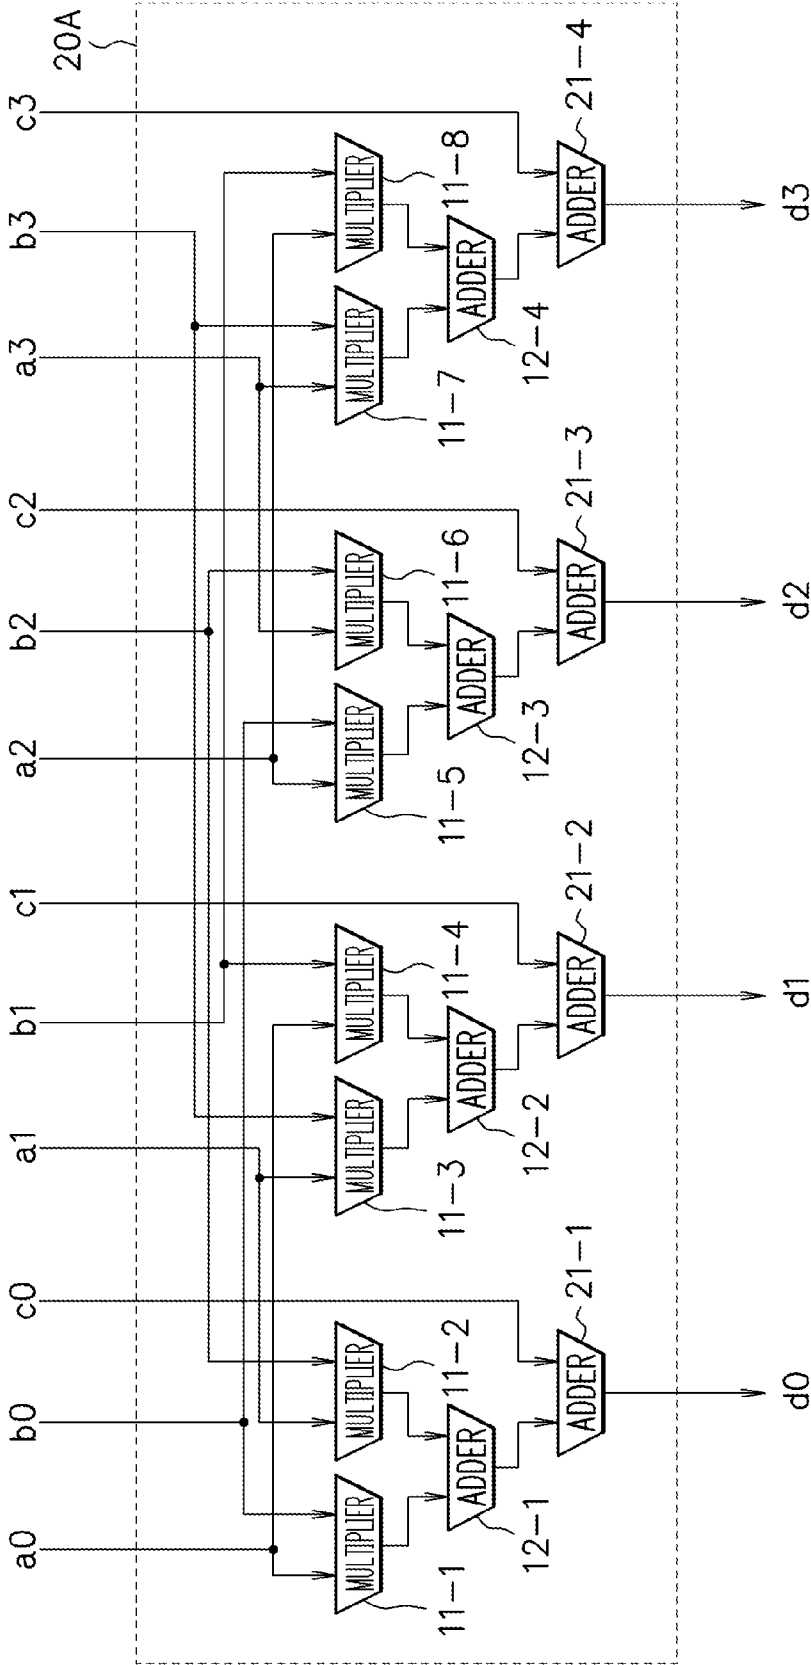 20A
a0
b0
c0
a1
b1
c1
a2
b2
c2
a3
b3
c3
MULTIPLIER
MULTIPLIER
MULTIPLIER
MULTIPLIER
MULTIPLIER
MULTIPLIER
MULTIPLIER
MULTIPLIER
11-1
11-2
11-3
11-4
11-5
11-6
11-7
11-8
ADDER
ADDER
ADDER
ADDER
12-1
12-2
12-3
12-4
ADDER
ADDER
ADDER
ADDER
21-1
21-2
21-3
21-4
d0
d1
d2
d3